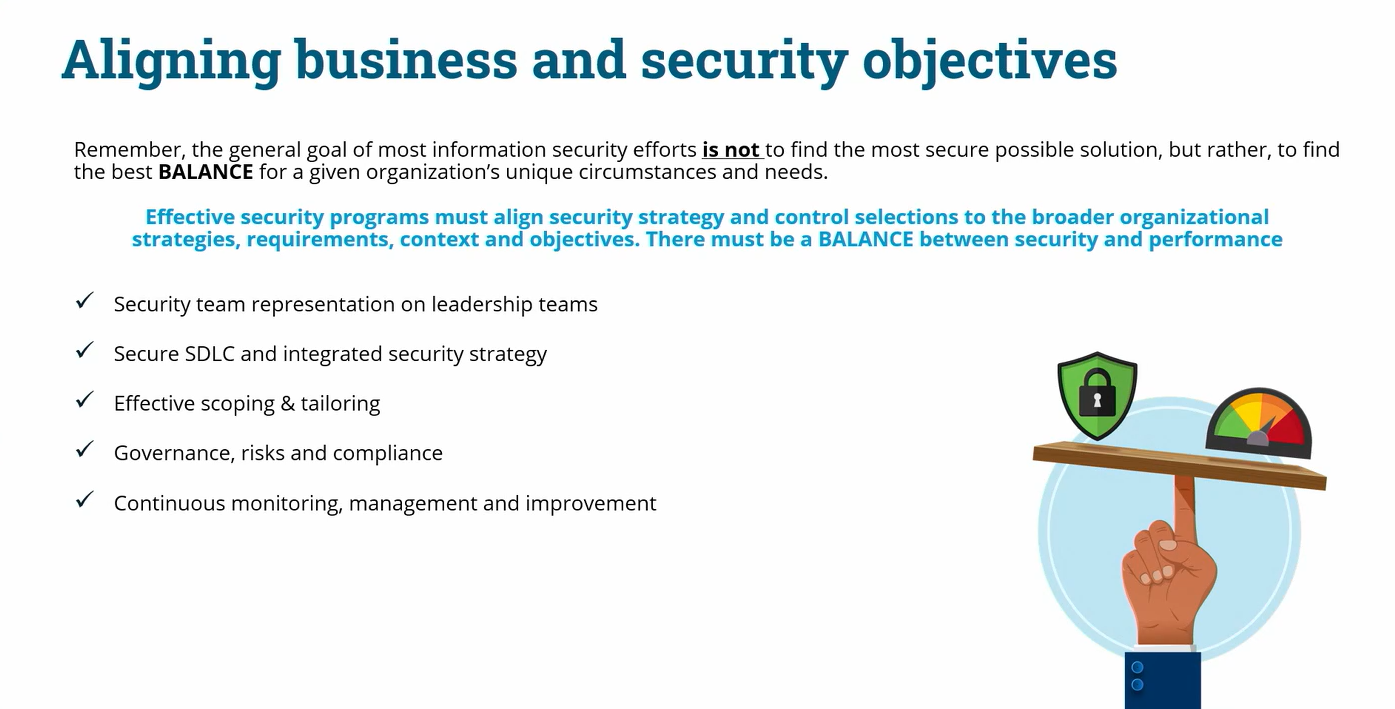 Aligning business and security objectives
Remember, the general goal of most information security efforts is not to find the most secure possible solution, but rather, to find
the best BALANCE for a given organization’s unique circumstances and needs.
Effective security programs must align security strategy and control selections to the broader organizational
strategies, requirements, context and objectives. There must be a BALANCE between security and performance
✓ Security team representation on leadership teams
✓ Secure SDLC and integrated security strategy
✓ Effective scoping & tailoring
✓ Governance, risks and compliance
✓ Continuous monitoring, management and improvement